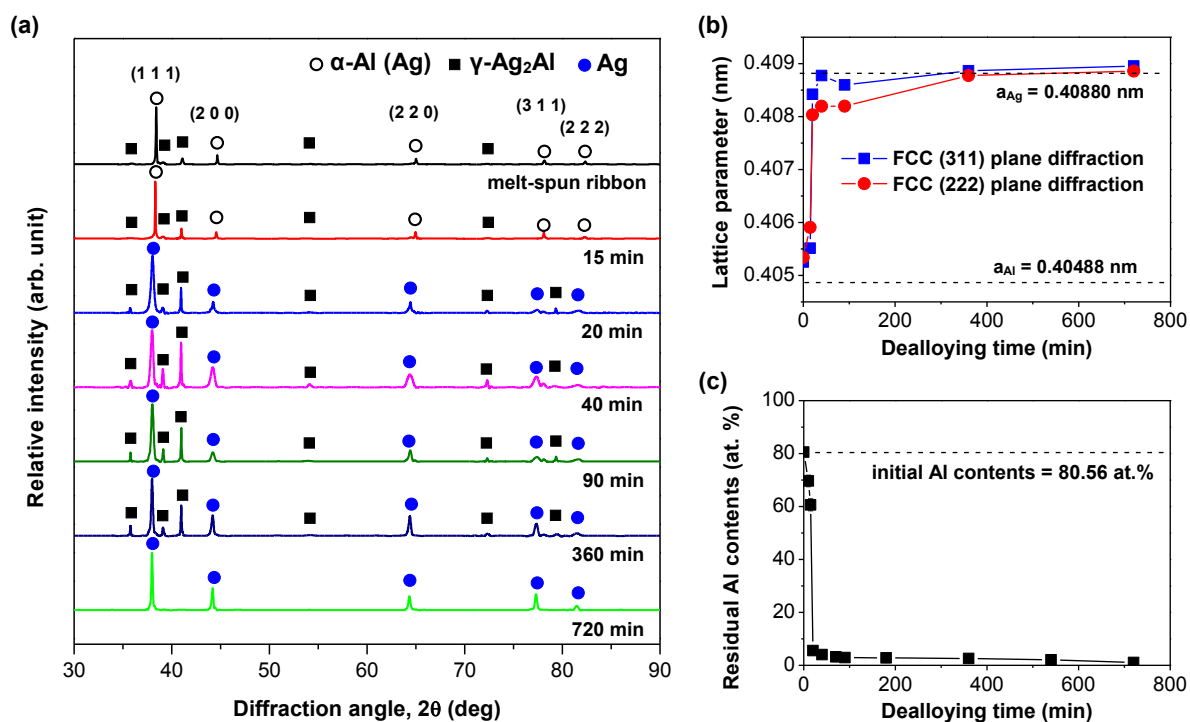 (a)
α-Al (Ag) γ-Ag₂Al Ag
(1 1 1)
(2 0 0)
(2 2 0)
(3 1 1)
(2 2 2)
melt-spun ribbon
15 min
20 min
40 min
90 min
360 min
720 min
30 40 50 60 70 80 90
Diffraction angle, 2θ (deg)
Relative intensity (arb. unit)
(b)
0.409
0.408
0.407
0.406
0.405
Lattice parameter (nm)
a_Ag = 0.40880 nm
FCC (311) plane diffraction
FCC (222) plane diffraction
a_Al = 0.40488 nm
0 200 400 600 800
Dealloying time (min)
(c)
100
80
60
40
20
0
Residual Al contents (at. %)
initial Al contents = 80.56 at.%
0 200 400 600 800
Dealloying time (min)